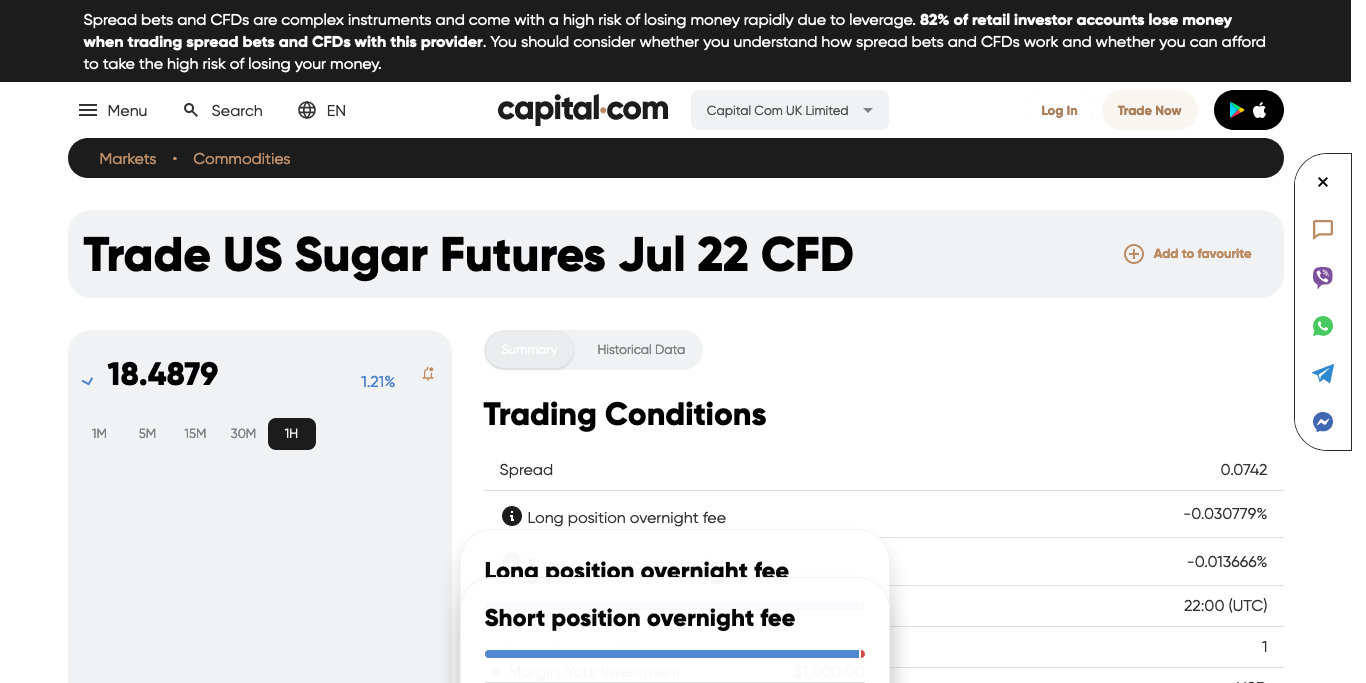 Spread bets and CFDs are complex instruments and come with a high risk of losing money rapidly due to leverage. 82% of retail investor accounts lose money
when trading spread bets and CFDs with this provider. You should consider whether you understand how spread bets and CFDs work and whether you can afford
to take the high risk of losing your money.
Menu Search EN capital.com Capital Com UK Limited Log In Trade Now
Markets • Commodities
Trade US Sugar Futures Jul 22 CFD Add to favourite
18.4879 1.21%
1M 5M 15M 30M 1H
Summary Historical Data
Trading Conditions
Spread 0.0742
Long position overnight fee -0.030779%
-0.013666%
22:00 (UTC)
1
Long position overnight fee
Short position overnight fee
Margin. Your investment $1,000.00